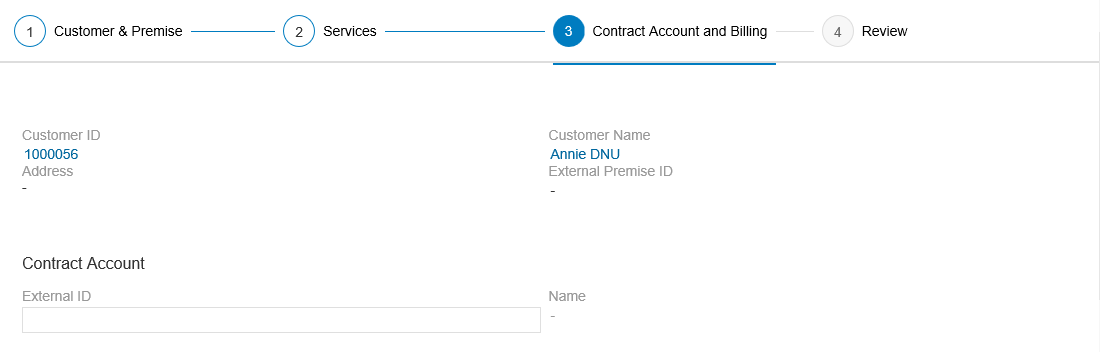 1 Customer & Premise 2 Services 3 Contract Account and Billing 4 Review
Customer ID Customer Name
1000056 Annie DNU
Address External Premise ID
- -
Contract Account
External ID Name
-